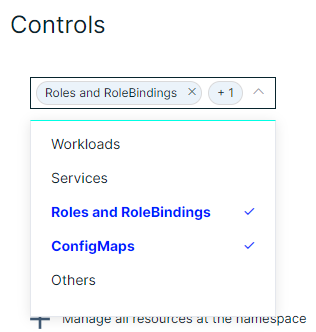 Controls
Roles and RoleBindings × + 1
Workloads
Services
Roles and RoleBindings
ConfigMaps
Others
Manage all resources at the namespace